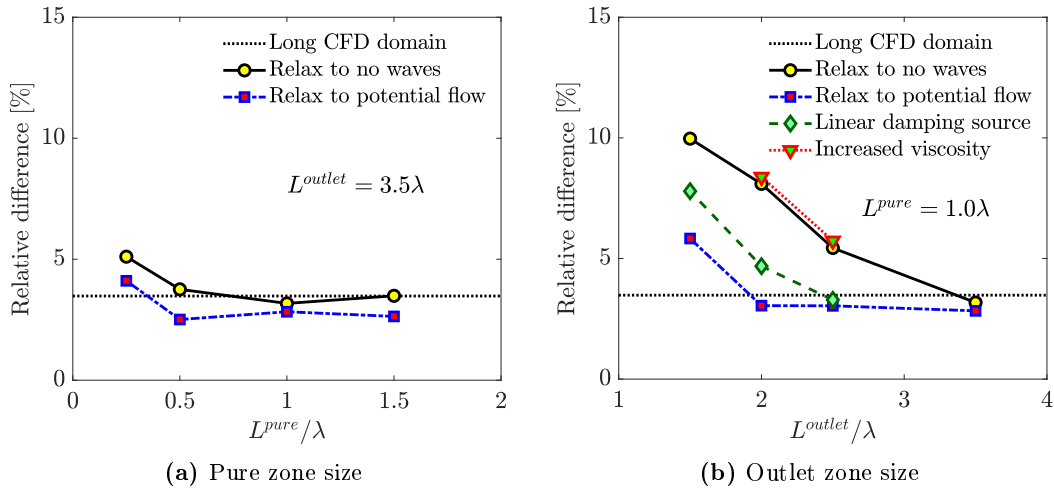 15
10
5
0
Relative difference [%]
Long CFD domain
Relax to no waves
Relax to potential flow
L^{outlet} = 3.5λ
0 0.5 1 1.5 2
L^{pure}/λ
(a) Pure zone size
15
10
5
0
Relative difference [%]
Long CFD domain
Relax to no waves
Relax to potential flow
Linear damping source
Increased viscosity
L^{pure} = 1.0λ
1 2 3 4
L^{outlet}/λ
(b) Outlet zone size